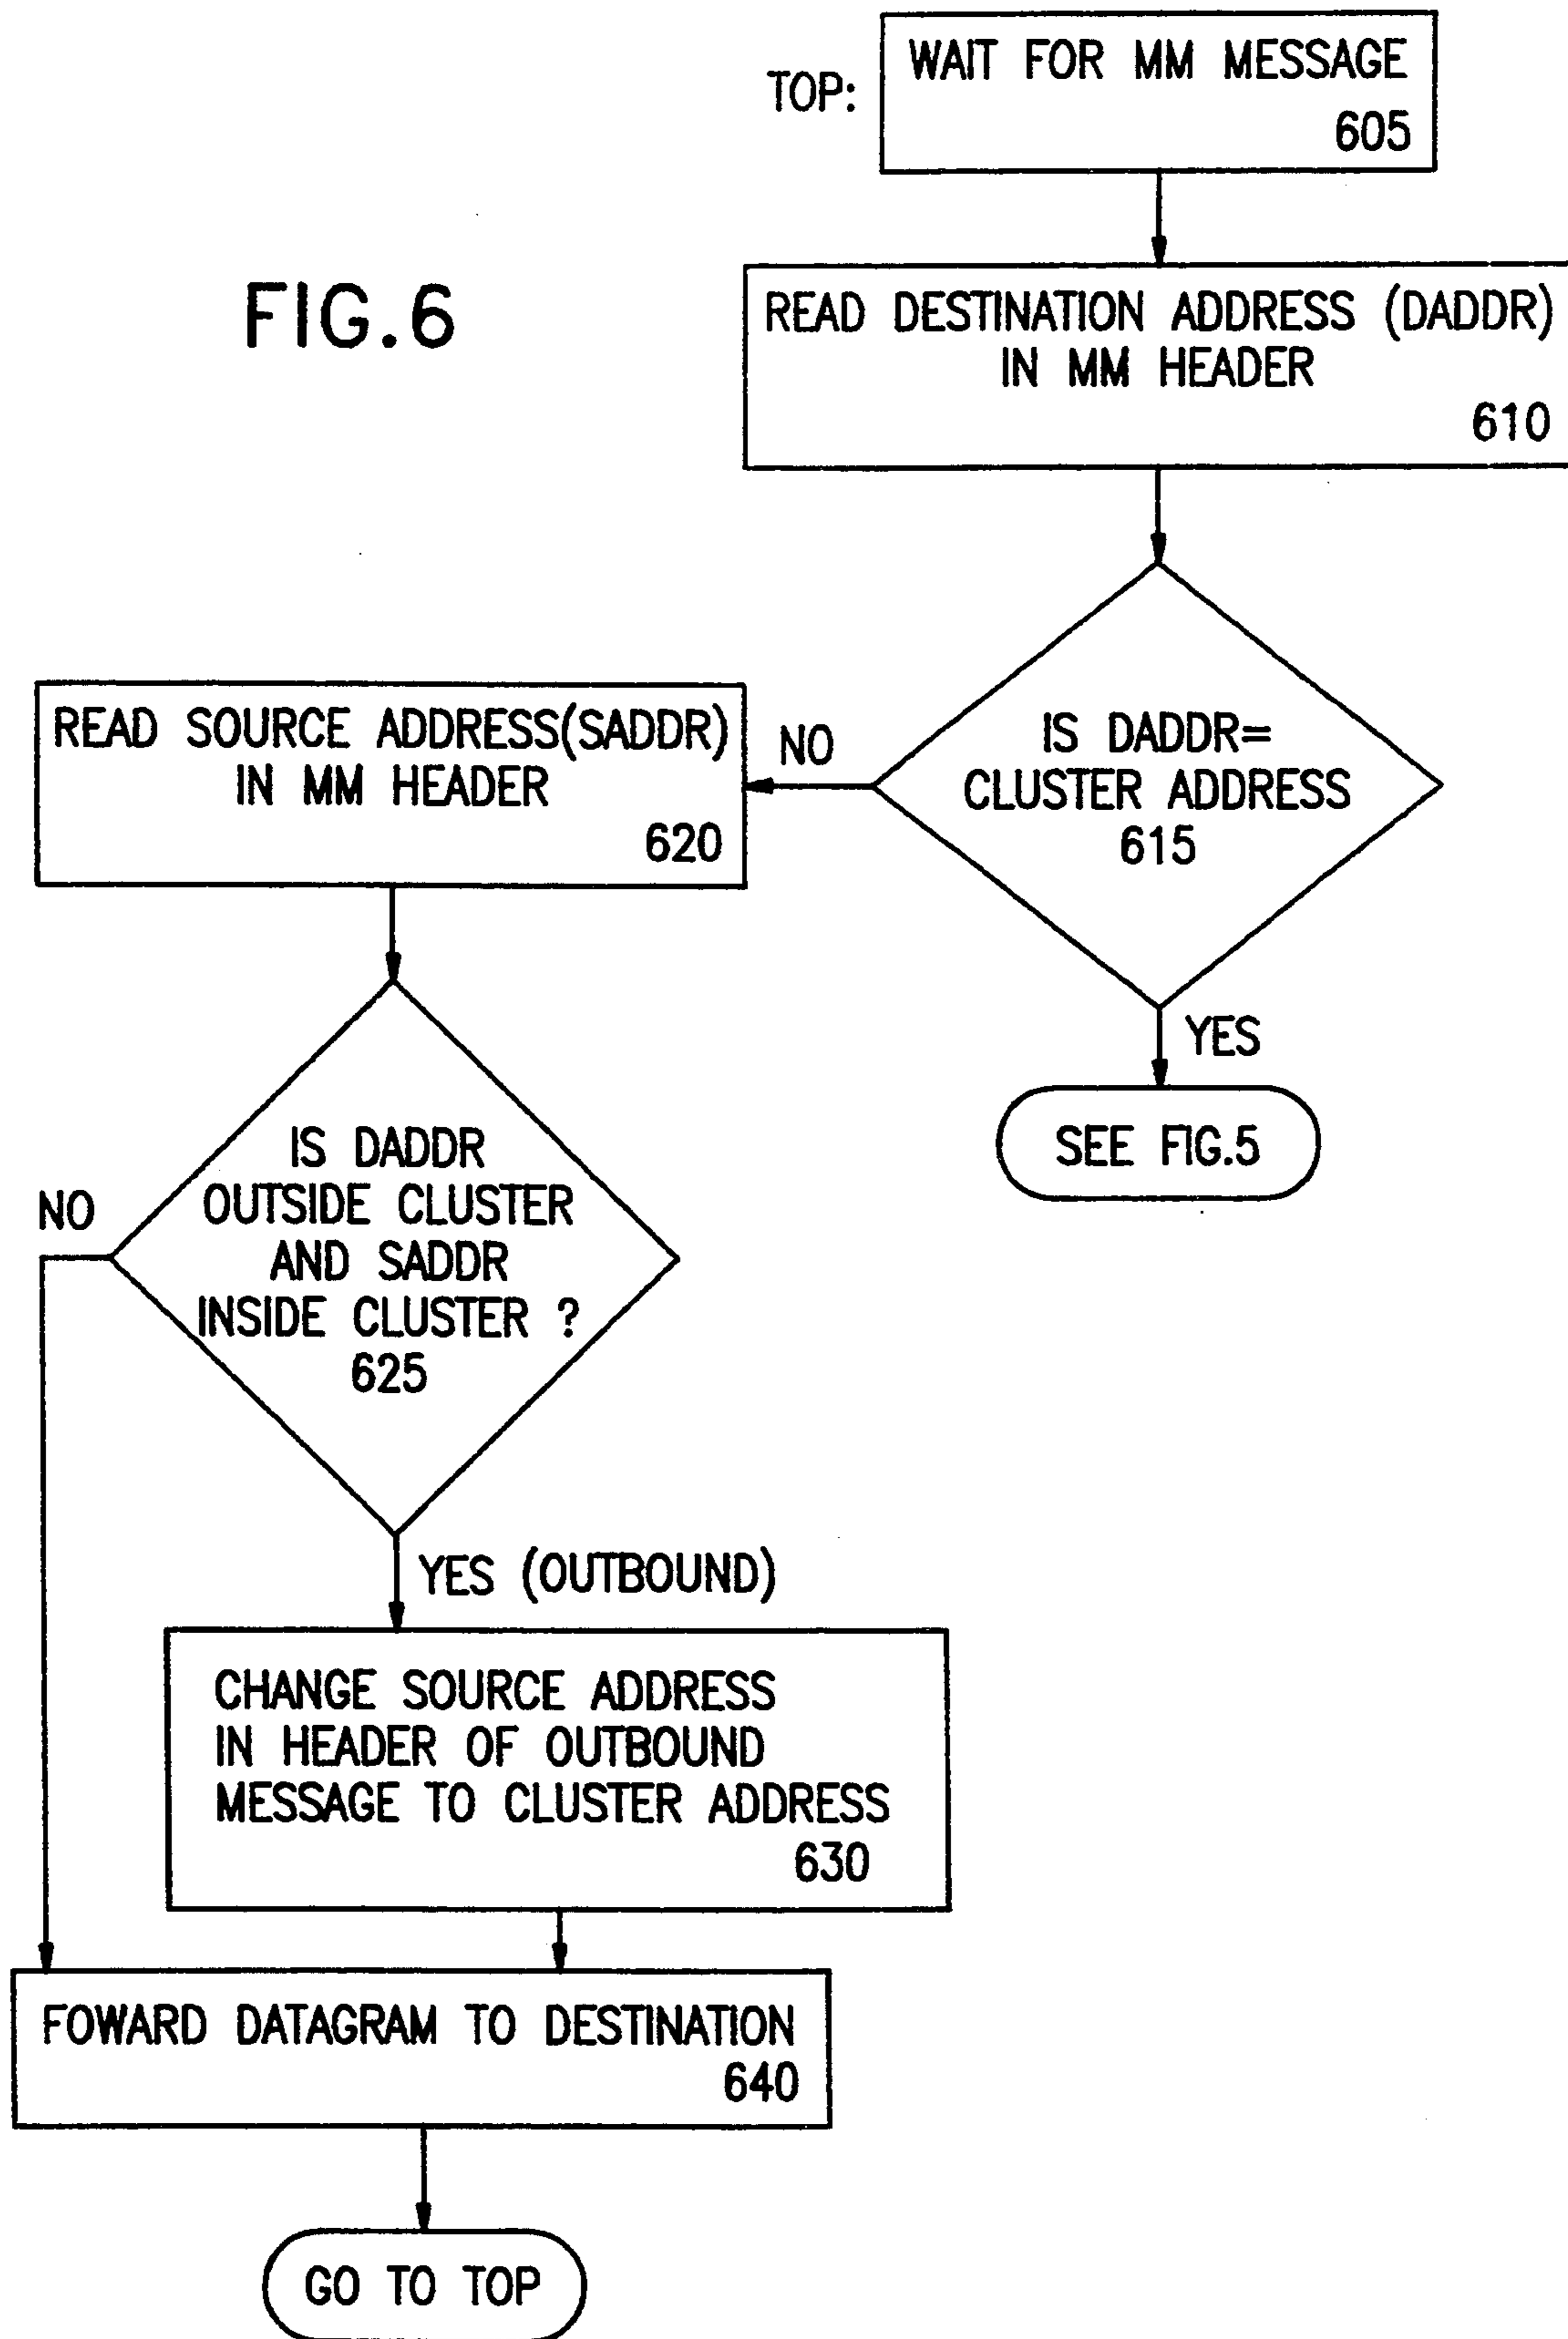 TOP:
WAIT FOR MM MESSAGE
605
FIG.6
READ DESTINATION ADDRESS (DADDR)
IN MM HEADER
610
IS DADDR=
CLUSTER ADDRESS
615
NO
READ SOURCE ADDRESS(SADDR)
IN MM HEADER
620
YES
SEE FIG.5
IS DADDR
OUTSIDE CLUSTER
AND SADDR
INSIDE CLUSTER ?
625
NO
YES (OUTBOUND)
CHANGE SOURCE ADDRESS
IN HEADER OF OUTBOUND
MESSAGE TO CLUSTER ADDRESS
630
FOWARD DATAGRAM TO DESTINATION
640
GO TO TOP